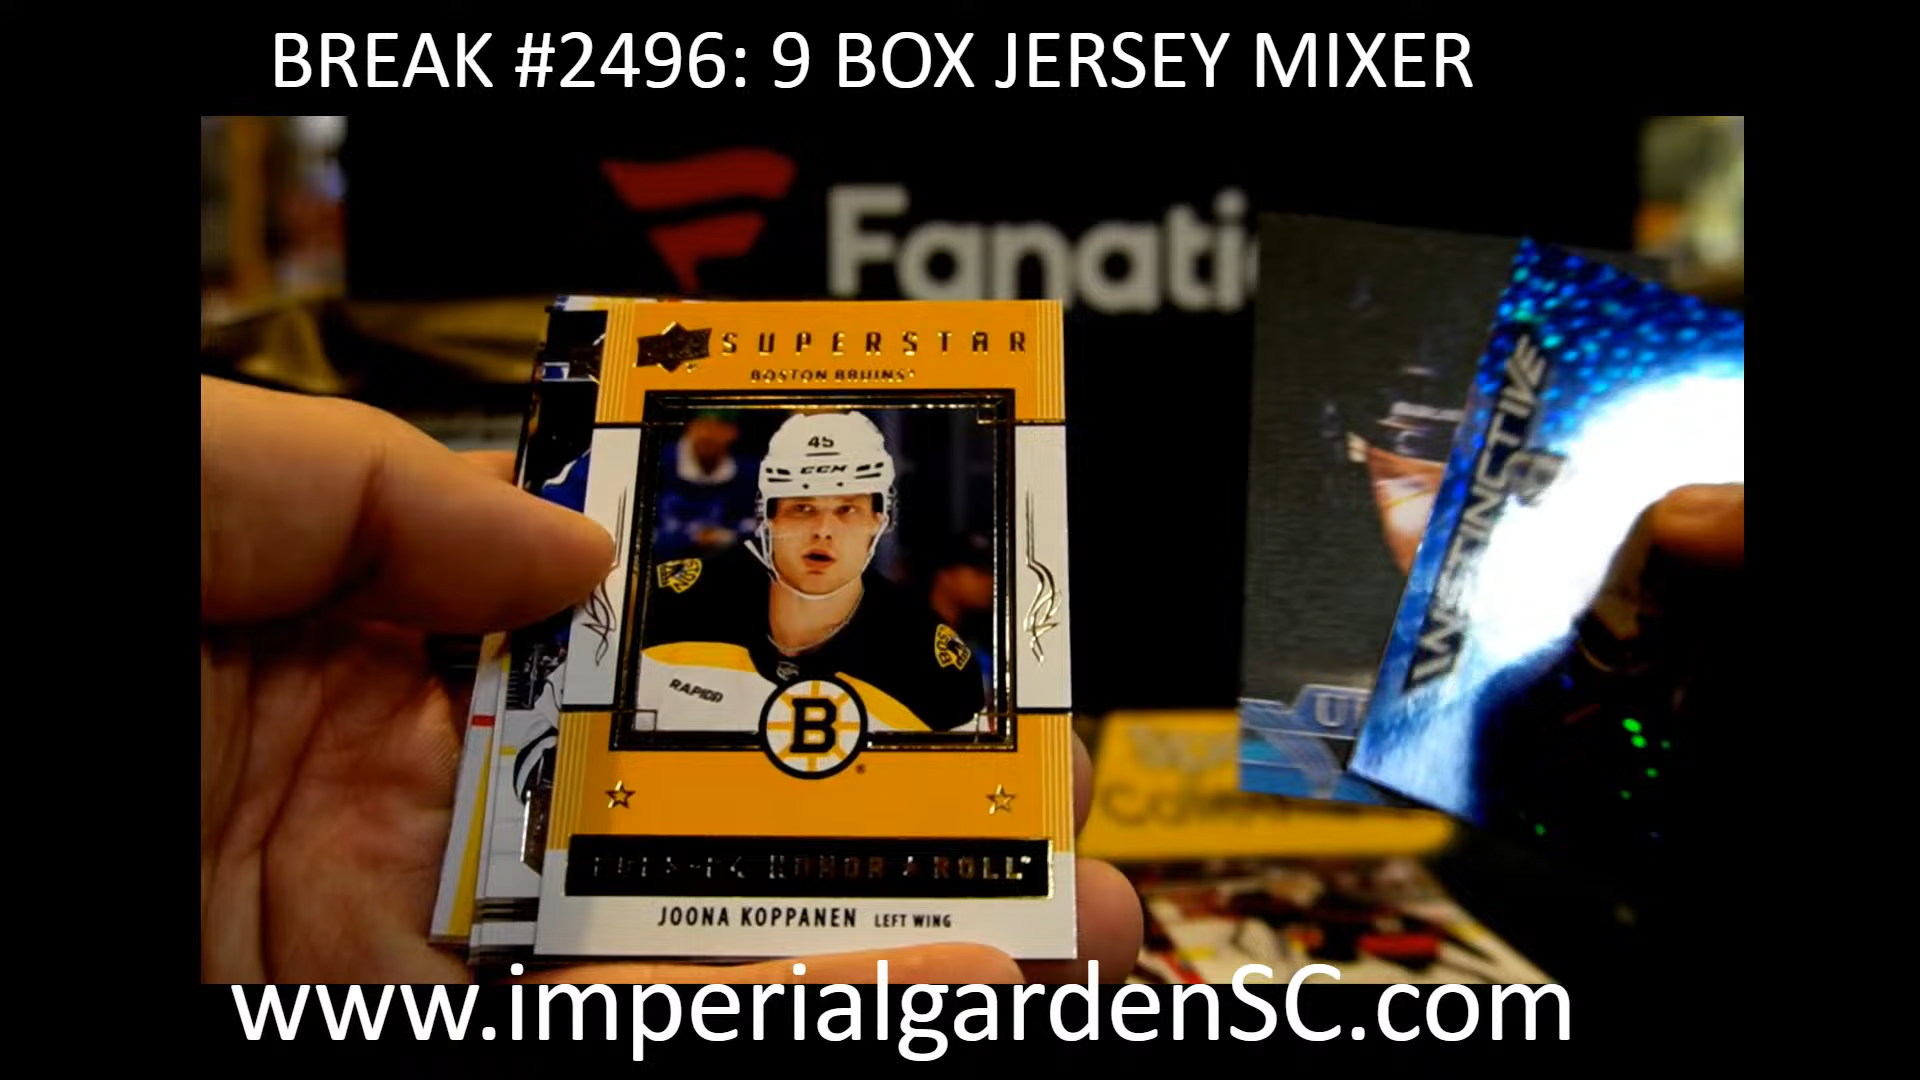 BREAK #2496: 9 BOX JERSEY MIXER
Fanati
SUPERSTAR
BOSTON BRUINS
45
CCM
INSTINCTIVE
RAPID7
B
HONOR ROLL
JOONA KOPPANEN LEFT WING
www.imperialgardenSC.com